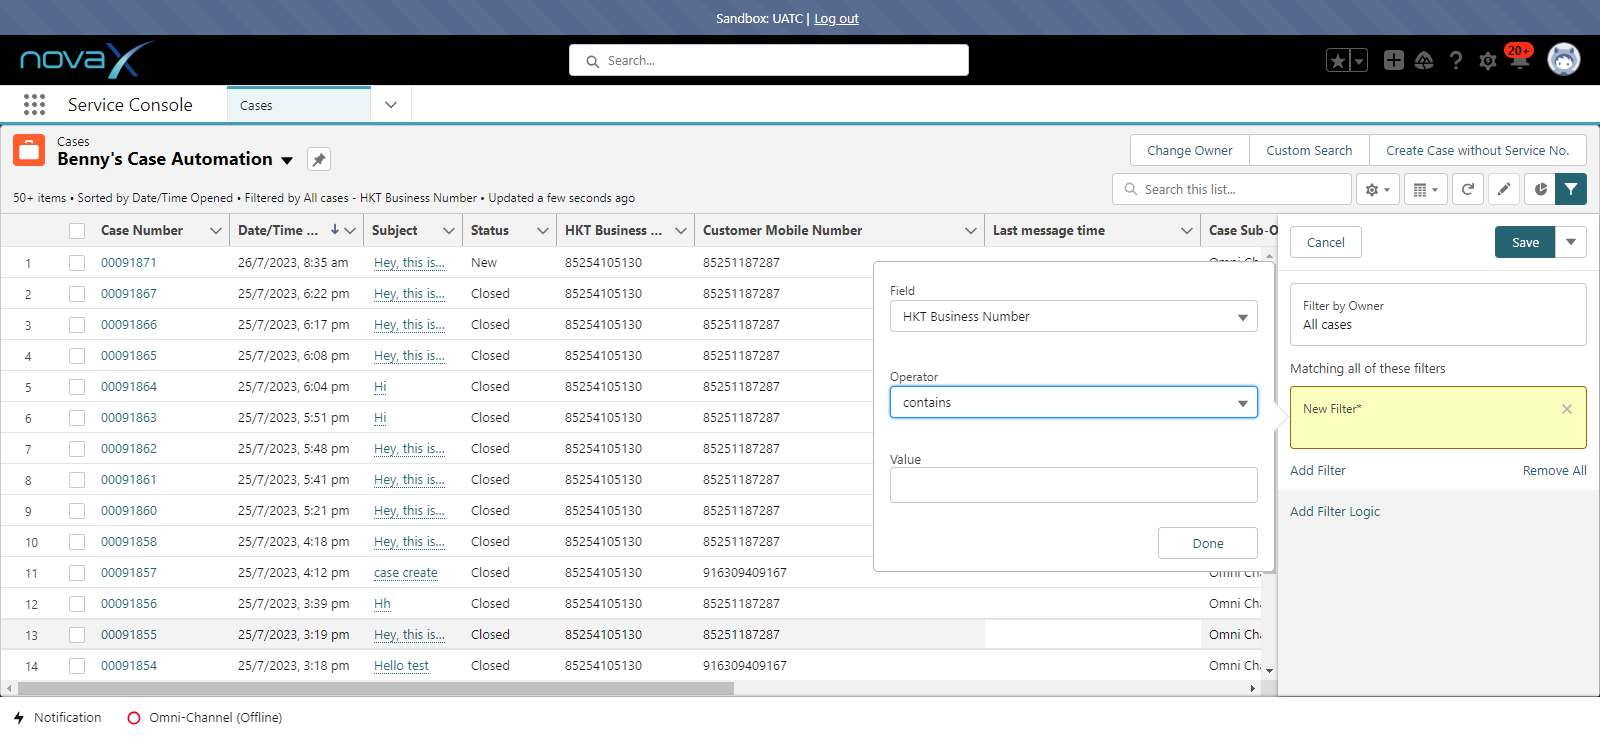 Sandbox: UATC | Log out
novaX
Search...
20+
Service Console
Cases
Cases
Benny's Case Automation
Change Owner
Custom Search
Create Case without Service No.
50+ items • Sorted by Date/Time Opened • Filtered by All cases - HKT Business Number • Updated a few seconds ago
Search this list...
Case Number Date/Time ... Subject Status HKT Business ... Customer Mobile Number Last message time Case Sub-O
1 00091871 26/7/2023, 8:35 am Hey, this is... New 85254105130 85251187287 Omni Ch
2 00091867 25/7/2023, 6:22 pm Hey, this is... Closed 85254105130 85251187287
3 00091866 25/7/2023, 6:17 pm Hey, this is... Closed 85254105130 85251187287
4 00091865 25/7/2023, 6:08 pm Hey, this is... Closed 85254105130 85251187287
5 00091864 25/7/2023, 6:04 pm Hi Closed 85254105130 85251187287
6 00091863 25/7/2023, 5:51 pm Hi Closed 85254105130 85251187287
7 00091862 25/7/2023, 5:48 pm Hey, this is... Closed 85254105130 85251187287
8 00091861 25/7/2023, 5:41 pm Hey, this is... Closed 85254105130 85251187287
9 00091860 25/7/2023, 5:21 pm Hey, this is... Closed 85254105130 85251187287
10 00091858 25/7/2023, 4:18 pm Hey, this is... Closed 85254105130 85251187287
11 00091857 25/7/2023, 4:12 pm case create Closed 85254105130 916309409167 Omni Cha
12 00091856 25/7/2023, 3:39 pm Hh Closed 85254105130 85251187287 Omni Cha
13 00091855 25/7/2023, 3:19 pm Hey, this is... Closed 85254105130 85251187287 Omni Cha
14 00091854 25/7/2023, 3:18 pm Hello test Closed 85254105130 916309409167 Omni Cha
Field
HKT Business Number
Operator
contains
Value
Done
Cancel
Save
Filter by Owner
All cases
Matching all of these filters
New Filter*
Add Filter
Remove All
Add Filter Logic
Notification
Omni-Channel (Offline)